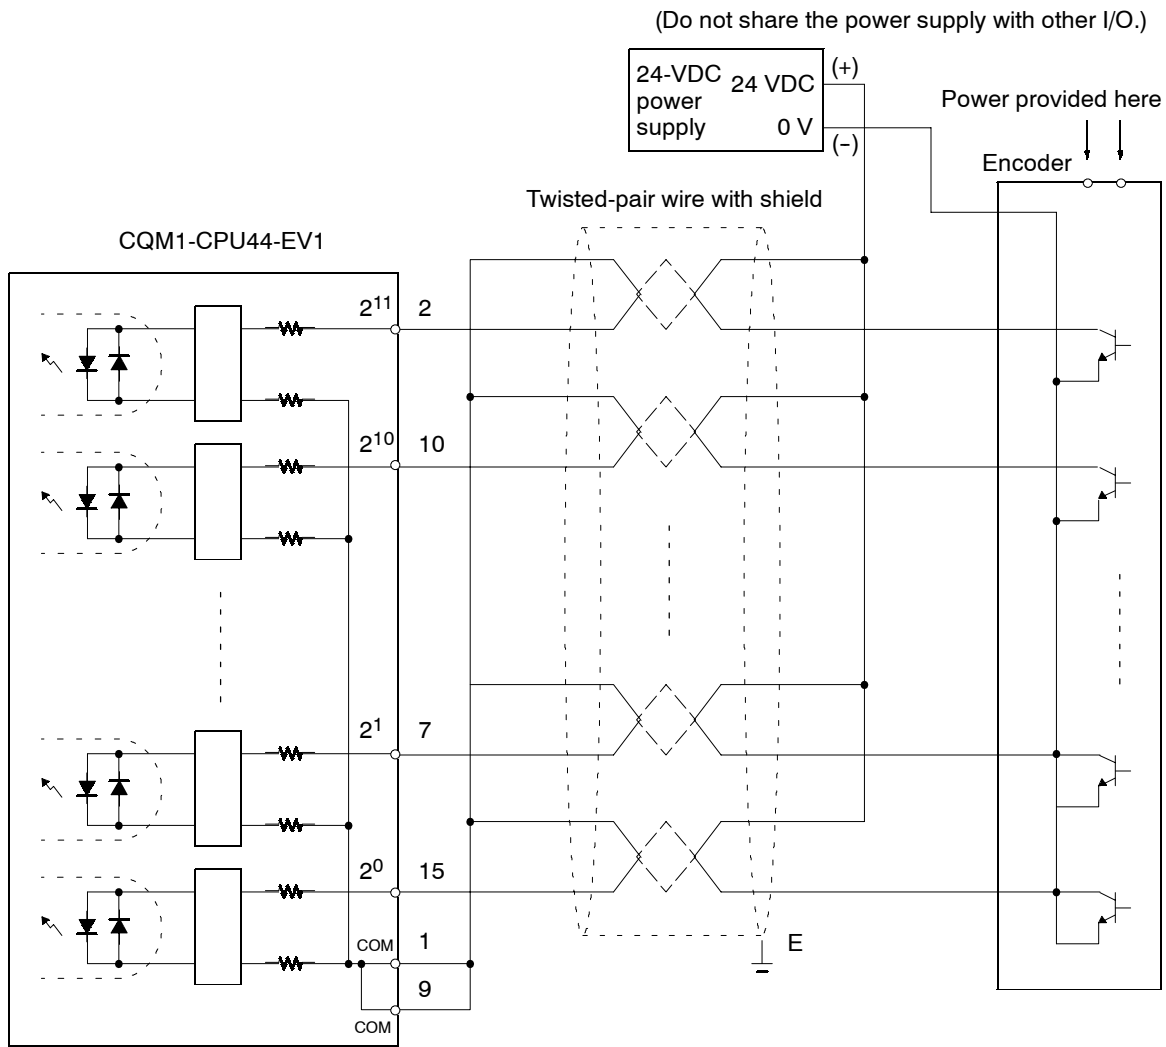 (Do not share the power supply with other I/O.)
24-VDC power supply
24 VDC
0 V
(+)
(−)
Power provided here
Encoder
Twisted-pair wire with shield
CQM1-CPU44-EV1
2¹¹ 2
2¹⁰ 10
2¹ 7
2⁰ 15
COM 1
E
9
COM